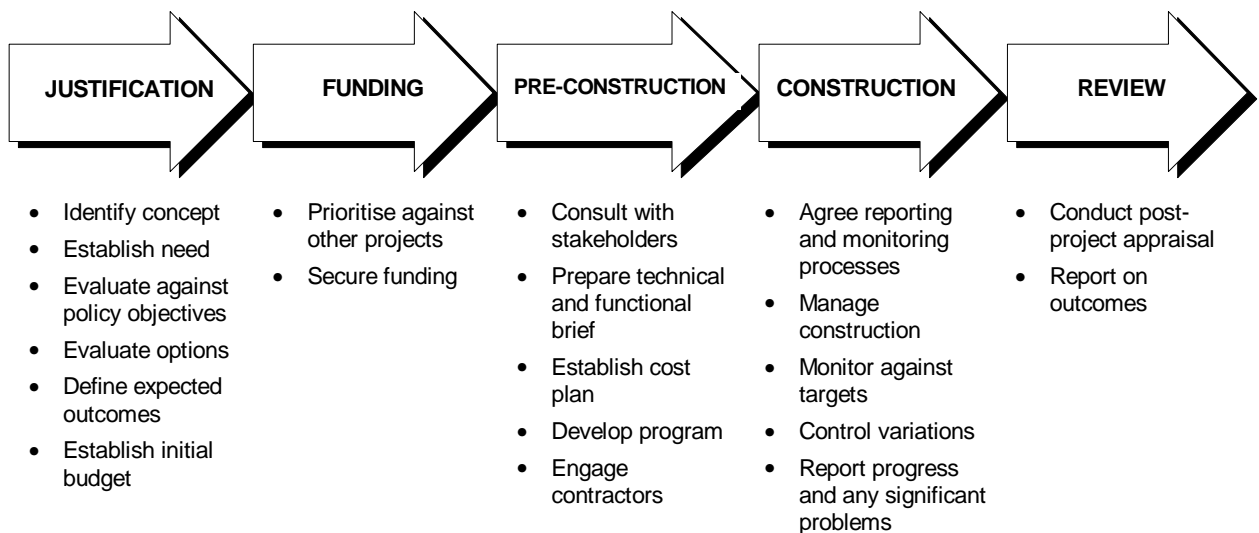 JUSTIFICATION
FUNDING
PRE-CONSTRUCTION
CONSTRUCTION
REVIEW
• Identify concept
• Establish need
• Evaluate against
policy objectives
• Evaluate options
• Define expected
outcomes
• Establish initial
budget
• Prioritise against
other projects
• Secure funding
• Consult with
stakeholders
• Prepare technical
and functional
brief
• Establish cost
plan
• Develop program
• Engage
contractors
• Agree reporting
and monitoring
processes
• Manage
construction
• Monitor against
targets
• Control variations
• Report progress
and any significant
problems
• Conduct post-
project appraisal
• Report on
outcomes